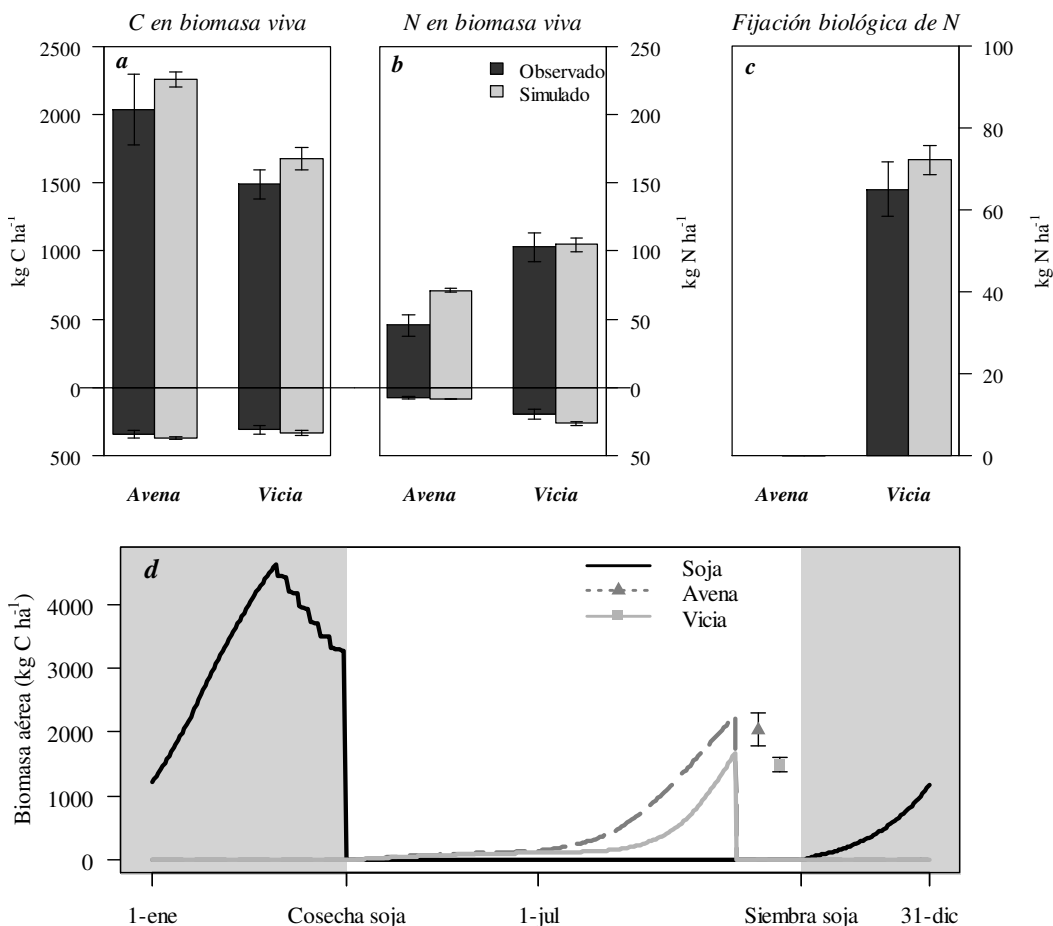 C en biomasa viva
N en biomasa viva
Fijación biológica de N
a
b
c
Observado
Simulado
2500
2000
1500
1000
500
0
500
kg C ha-1
250
200
150
100
50
0
50
kg N ha-1
100
80
60
40
20
0
kg N ha-1
Avena
Vicia
Avena
Vicia
Avena
Vicia
d
Soja
Avena
Vicia
4000
3000
2000
1000
0
Biomasa aérea (kg C ha-1)
1-ene
Cosecha soja
1-jul
Siembra soja
31-dic